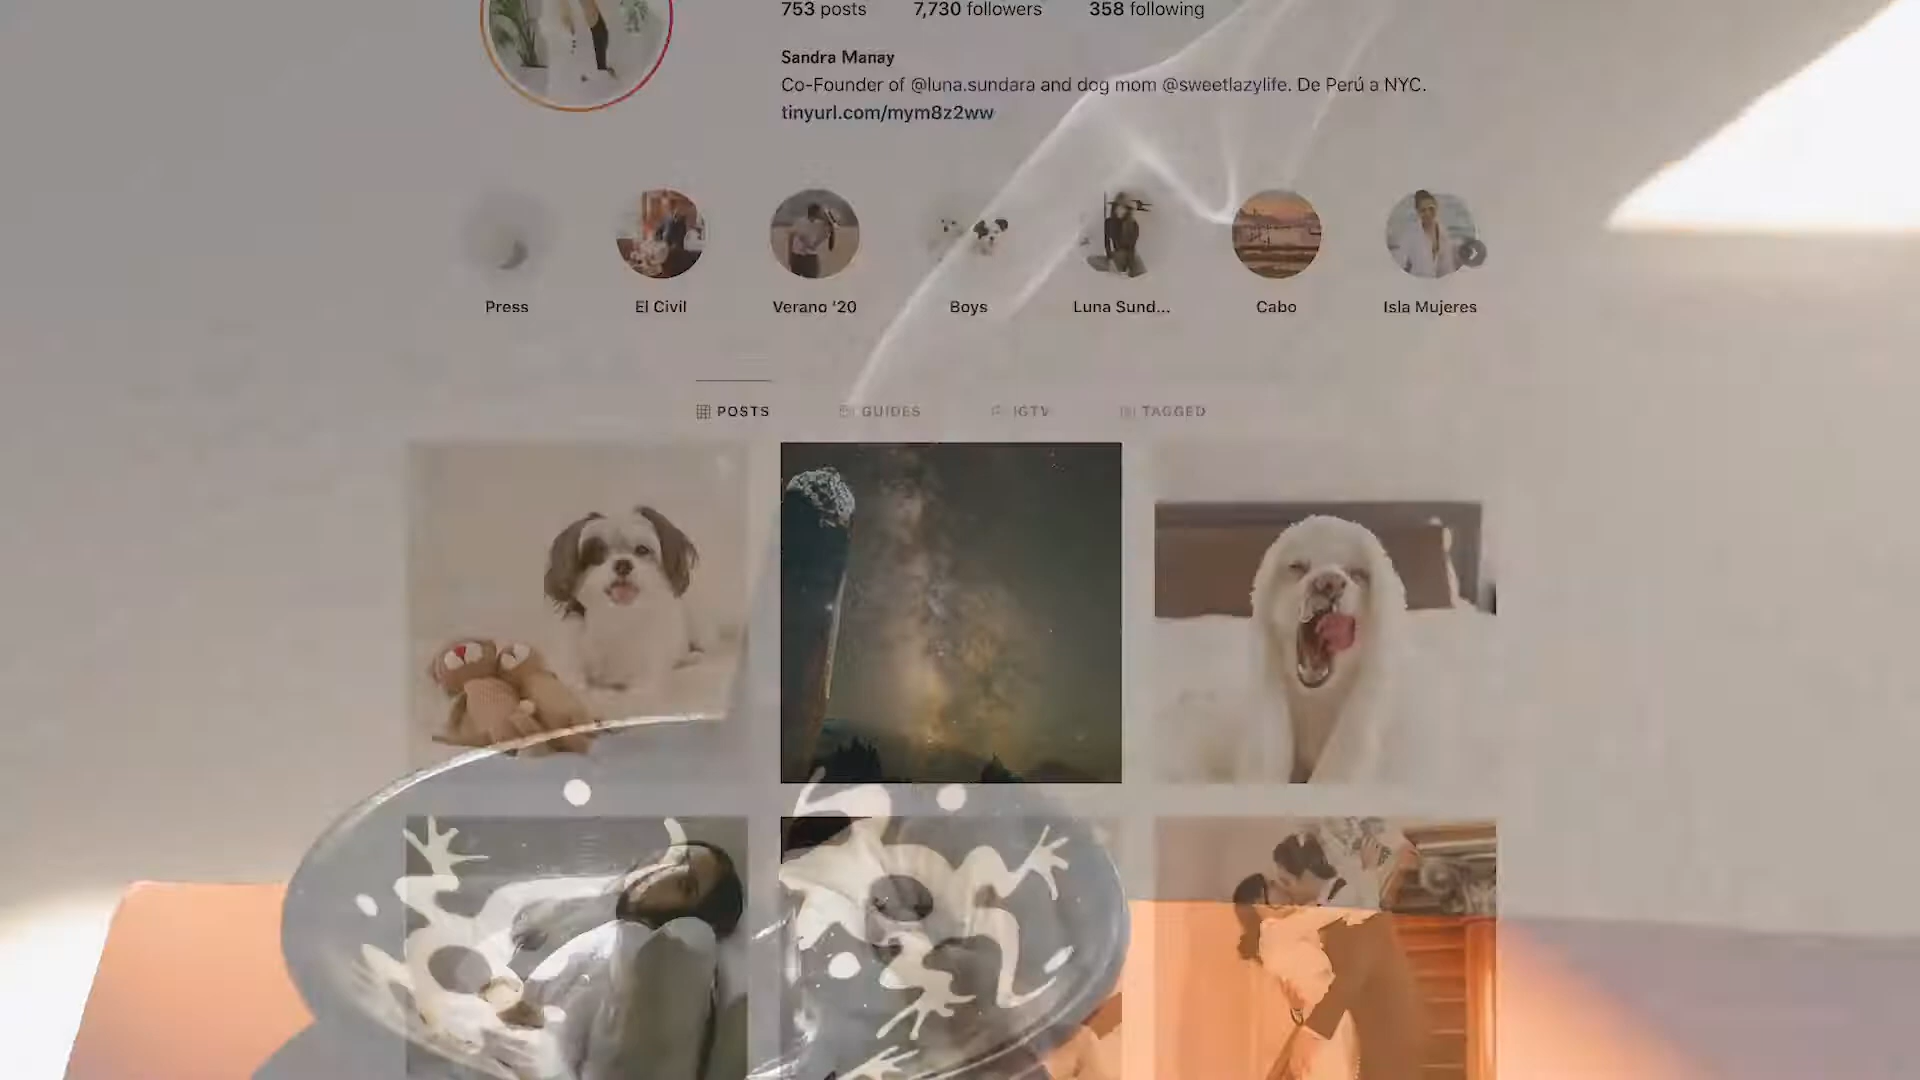 753 posts 7,730 followers 358 following
Sandra Manay
Co-Founder of @luna.sundara and dog mom @sweetlazylife. De Perú a NYC.
tinyurl.com/mym8z2ww
Press El Civil Verano '20 Boys Luna Sund... Cabo Isla Mujeres
POSTS GUIDES IGTV TAGGED